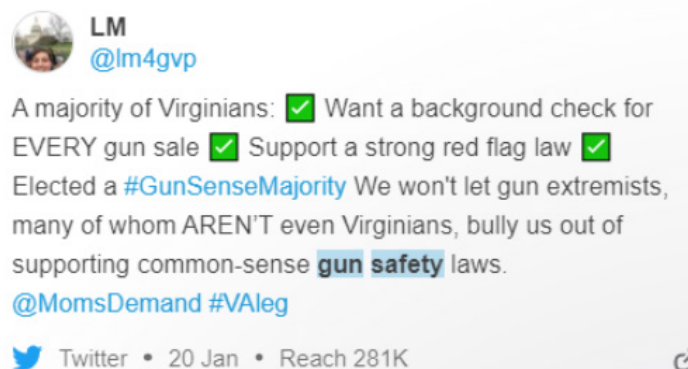 LM
@lm4gvp
A majority of Virginians: ✅ Want a background check for
EVERY gun sale ✅ Support a strong red flag law ✅
Elected a #GunSenseMajority We won't let gun extremists,
many of whom AREN'T even Virginians, bully us out of
supporting common-sense gun safety laws.
@MomsDemand #VAleg
Twitter • 20 Jan • Reach 281K